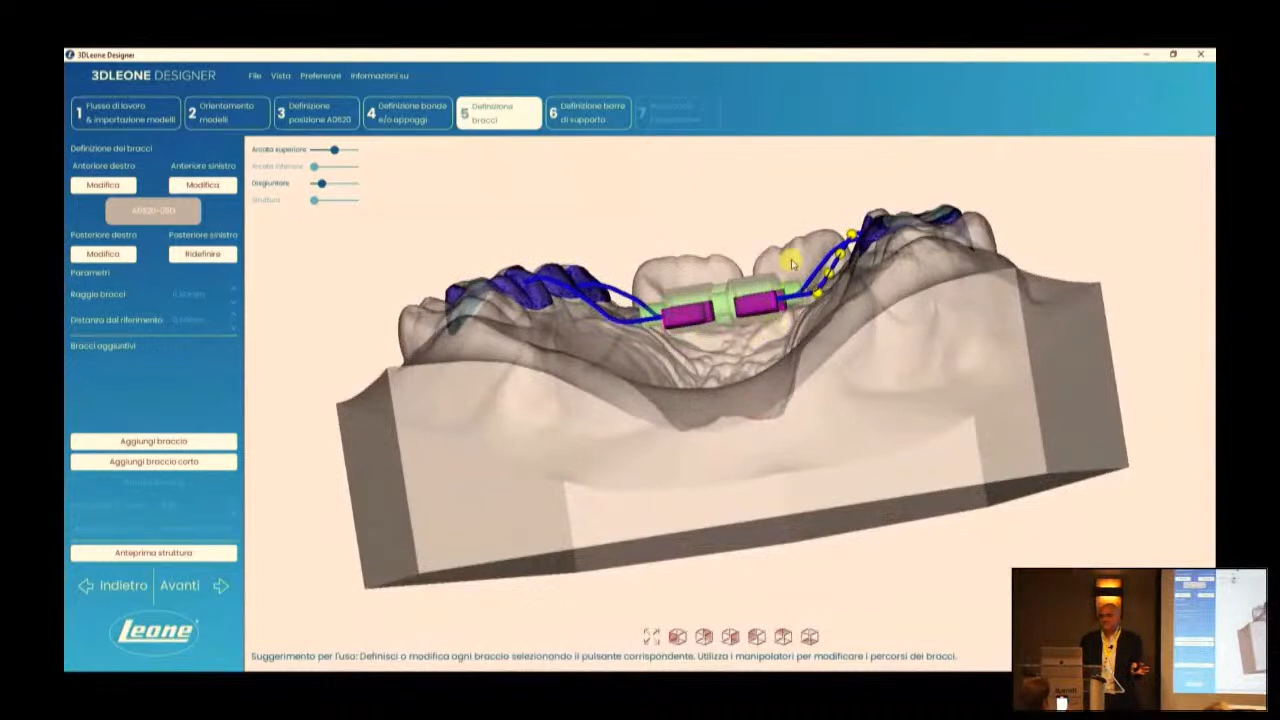 3DLeone Designer
3DLEONE DESIGNER
File Vista Preferenze Informazioni su
1 Flusso di lavoro & importazione modelli
2 Orientamento modelli
3 Definizione posizione A0620
4 Definizione bande e/o appoggi
5 Definizione bracci
6 Definizione barre di supporto
7
Definizione dei bracci
Anteriore destro Anteriore sinistro
Modifica Modifica
Posteriore destro Posteriore sinistro
Modifica Ridefinire
Parametri
Raggio bracci
Distanza dal riferimento
Bracci aggiuntivi
Aggiungi braccio
Aggiungi braccio corto
Anteprima struttura
Indietro Avanti
Leone
Arcata superiore
Arcata inferiore
Disgiuntore
Struttura
Suggerimento per l'uso: Definisci o modifica ogni braccio selezionando il pulsante corrispondente. Utilizza i manipolatori per modificare i percorsi dei bracci.